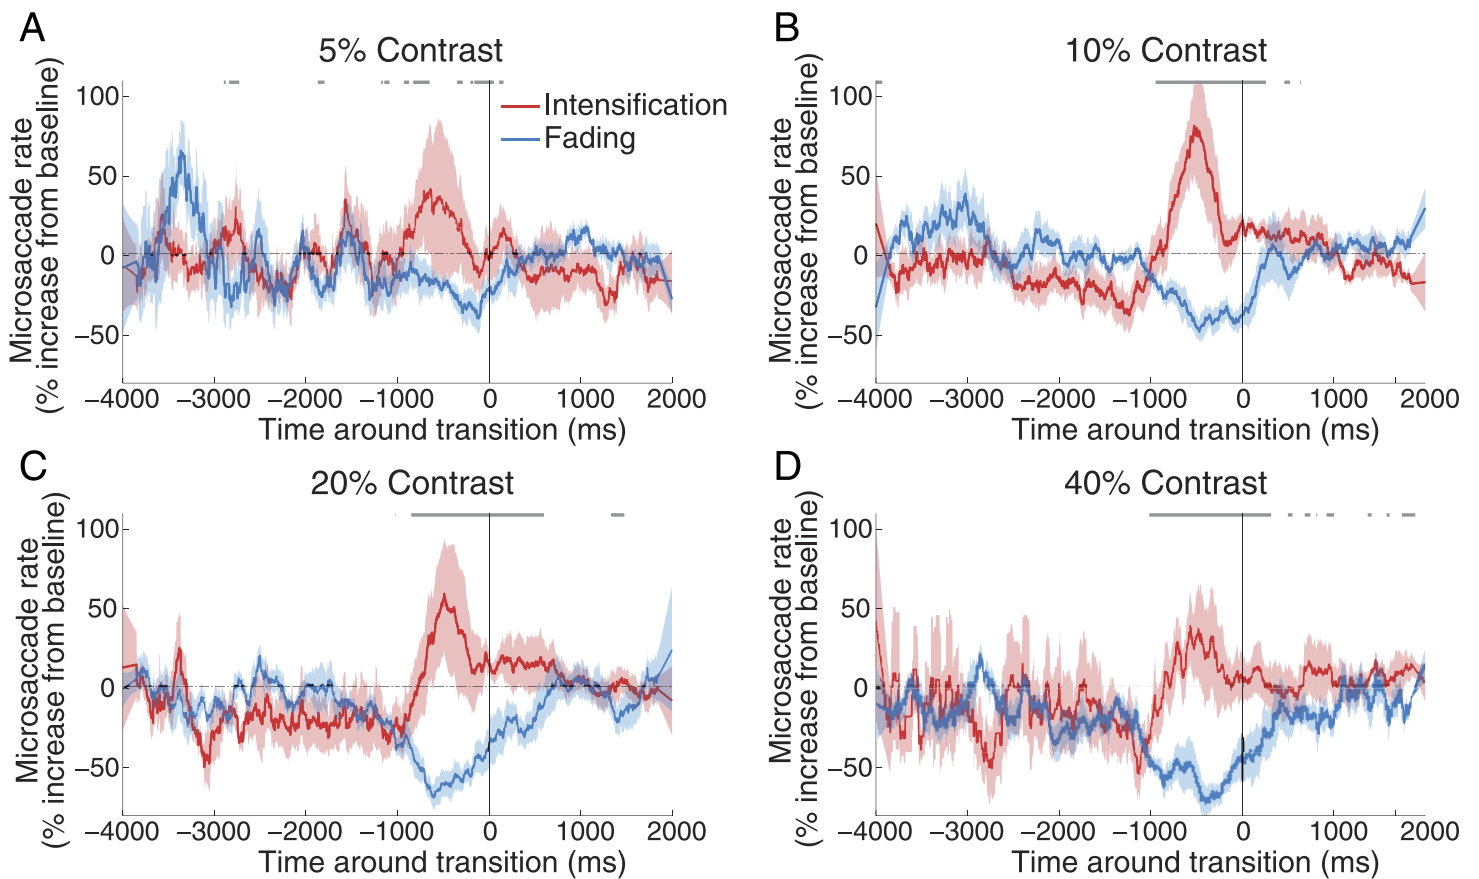 A
5% Contrast
Microsaccade rate
(% increase from baseline)
100
50
0
−50
Intensification
Fading
−4000 −3000 −2000 −1000 0 1000 2000
Time around transition (ms)
B
10% Contrast
Microsaccade rate
(% increase from baseline)
100
50
0
−50
−4000 −3000 −2000 −1000 0 1000 2000
Time around transition (ms)
C
20% Contrast
Microsaccade rate
(% increase from baseline)
100
50
0
−50
−4000 −3000 −2000 −1000 0 1000 2000
Time around transition (ms)
D
40% Contrast
Microsaccade rate
(% increase from baseline)
100
50
0
−50
−4000 −3000 −2000 −1000 0 1000 2000
Time around transition (ms)